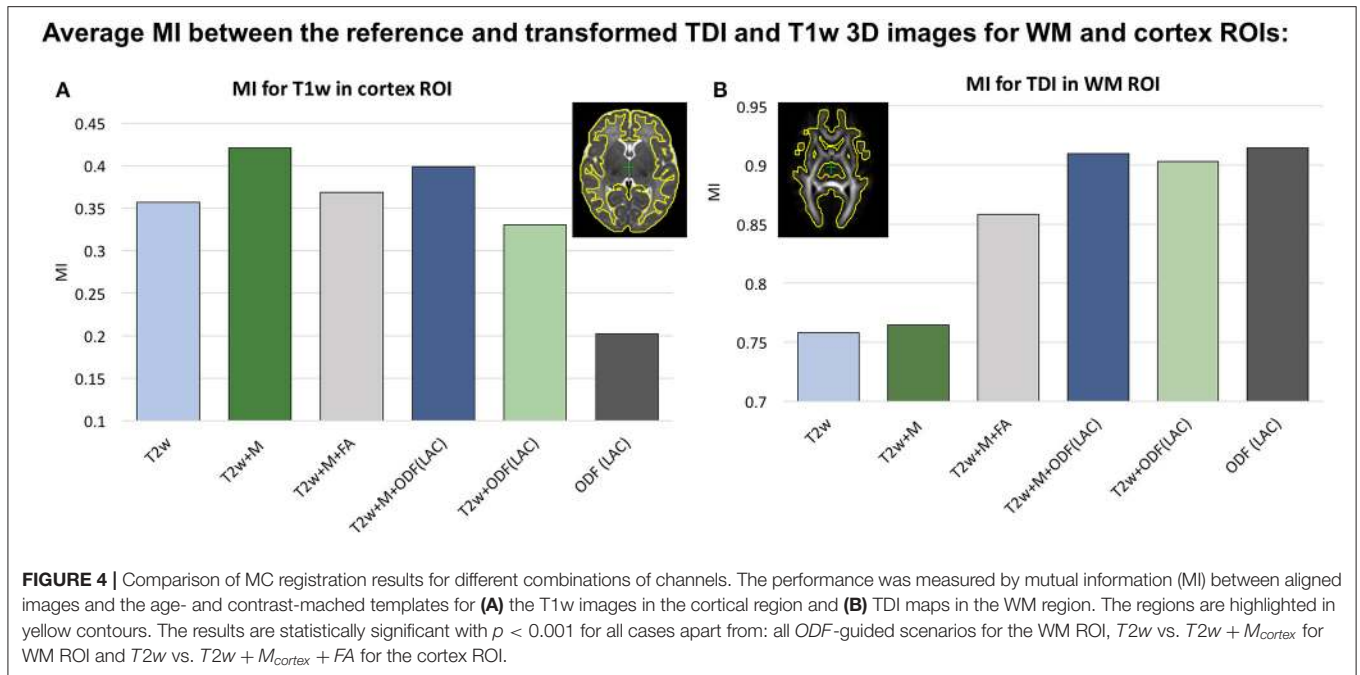 Average MI between the reference and transformed TDI and T1w 3D images for WM and cortex ROIs:
A
MI for T1w in cortex ROI
0.45
0.4
0.35
0.3
0.25
0.2
0.15
0.1
MI
T2w
T2w+M
T2w+M+FA
T2w+M+ODF(LAC)
T2w+ODF(LAC)
ODF (LAC)
B
MI for TDI in WM ROI
0.95
0.9
0.85
0.8
0.75
0.7
MI
T2w
T2w+M
T2w+M+FA
T2w+M+ODF(LAC)
T2w+ODF(LAC)
ODF (LAC)
FIGURE 4 | Comparison of MC registration results for different combinations of channels. The performance was measured by mutual information (MI) between aligned
images and the age- and contrast-mached templates for (A) the T1w images in the cortical region and (B) TDI maps in the WM region. The regions are highlighted in
yellow contours. The results are statistically significant with p < 0.001 for all cases apart from: all ODF-guided scenarios for the WM ROI, T2w vs. T2w + Mcortex for
WM ROI and T2w vs. T2w + Mcortex + FA for the cortex ROI.